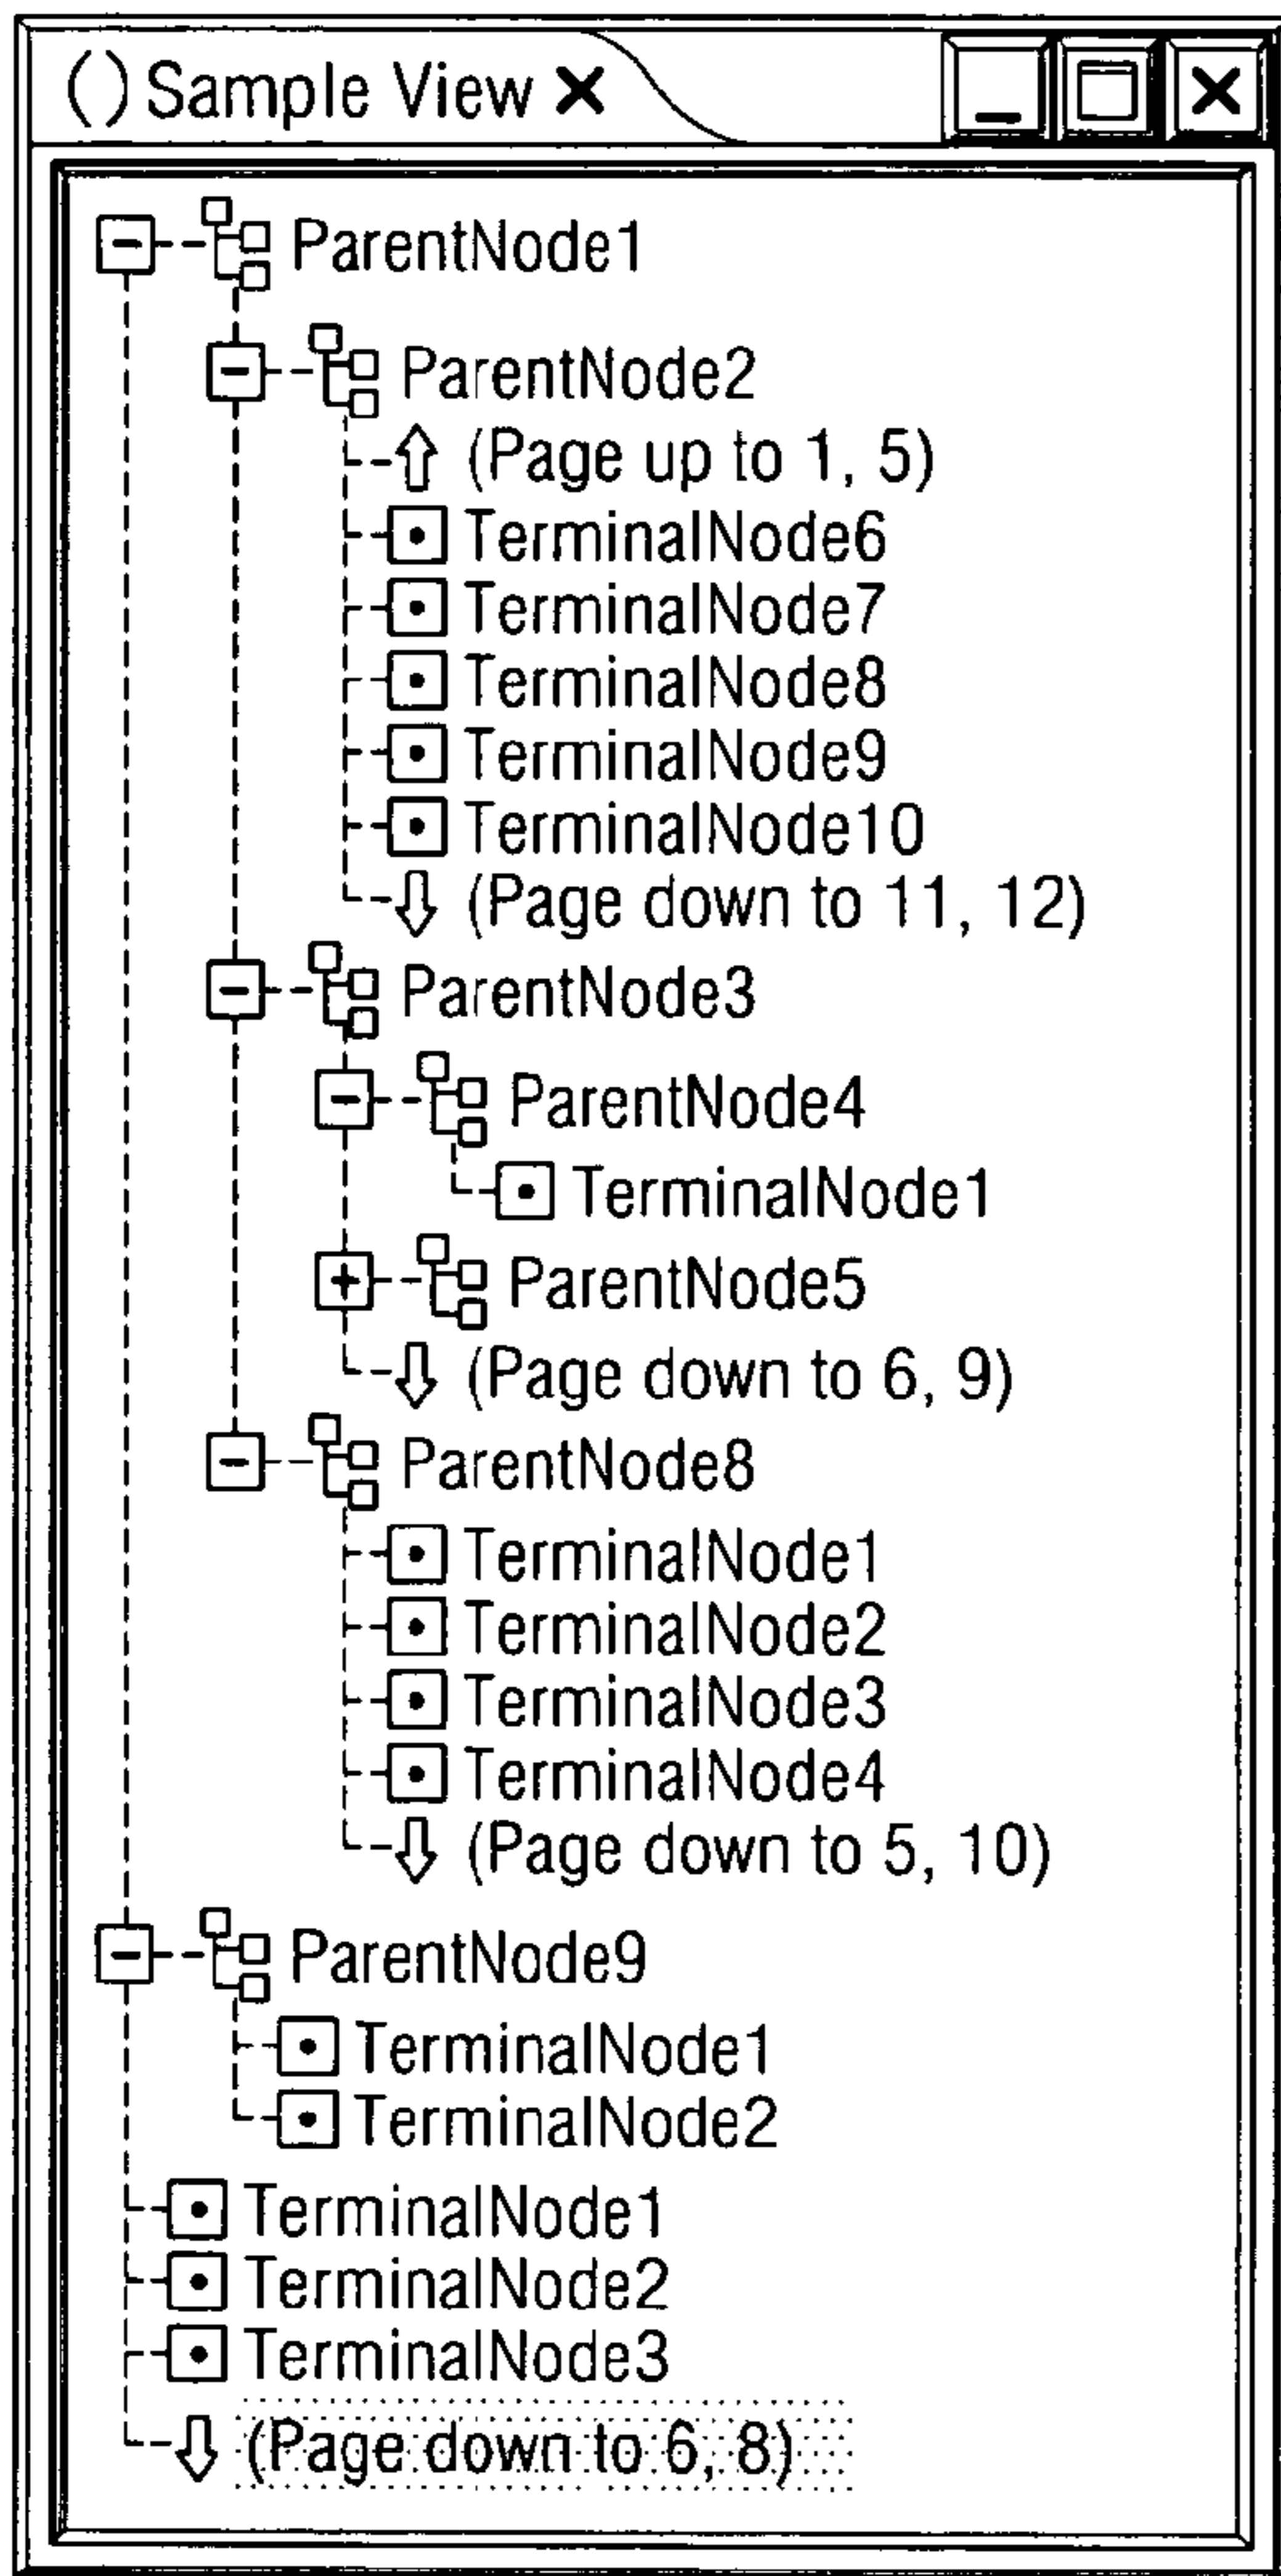 () Sample View ×
ParentNode1
ParentNode2
(Page up to 1, 5)
TerminalNode6
TerminalNode7
TerminalNode8
TerminalNode9
TerminalNode10
(Page down to 11, 12)
ParentNode3
ParentNode4
TerminalNode1
ParentNode5
(Page down to 6, 9)
ParentNode8
TerminalNode1
TerminalNode2
TerminalNode3
TerminalNode4
(Page down to 5, 10)
ParentNode9
TerminalNode1
TerminalNode2
TerminalNode1
TerminalNode2
TerminalNode3
(Page down to 6, 8)